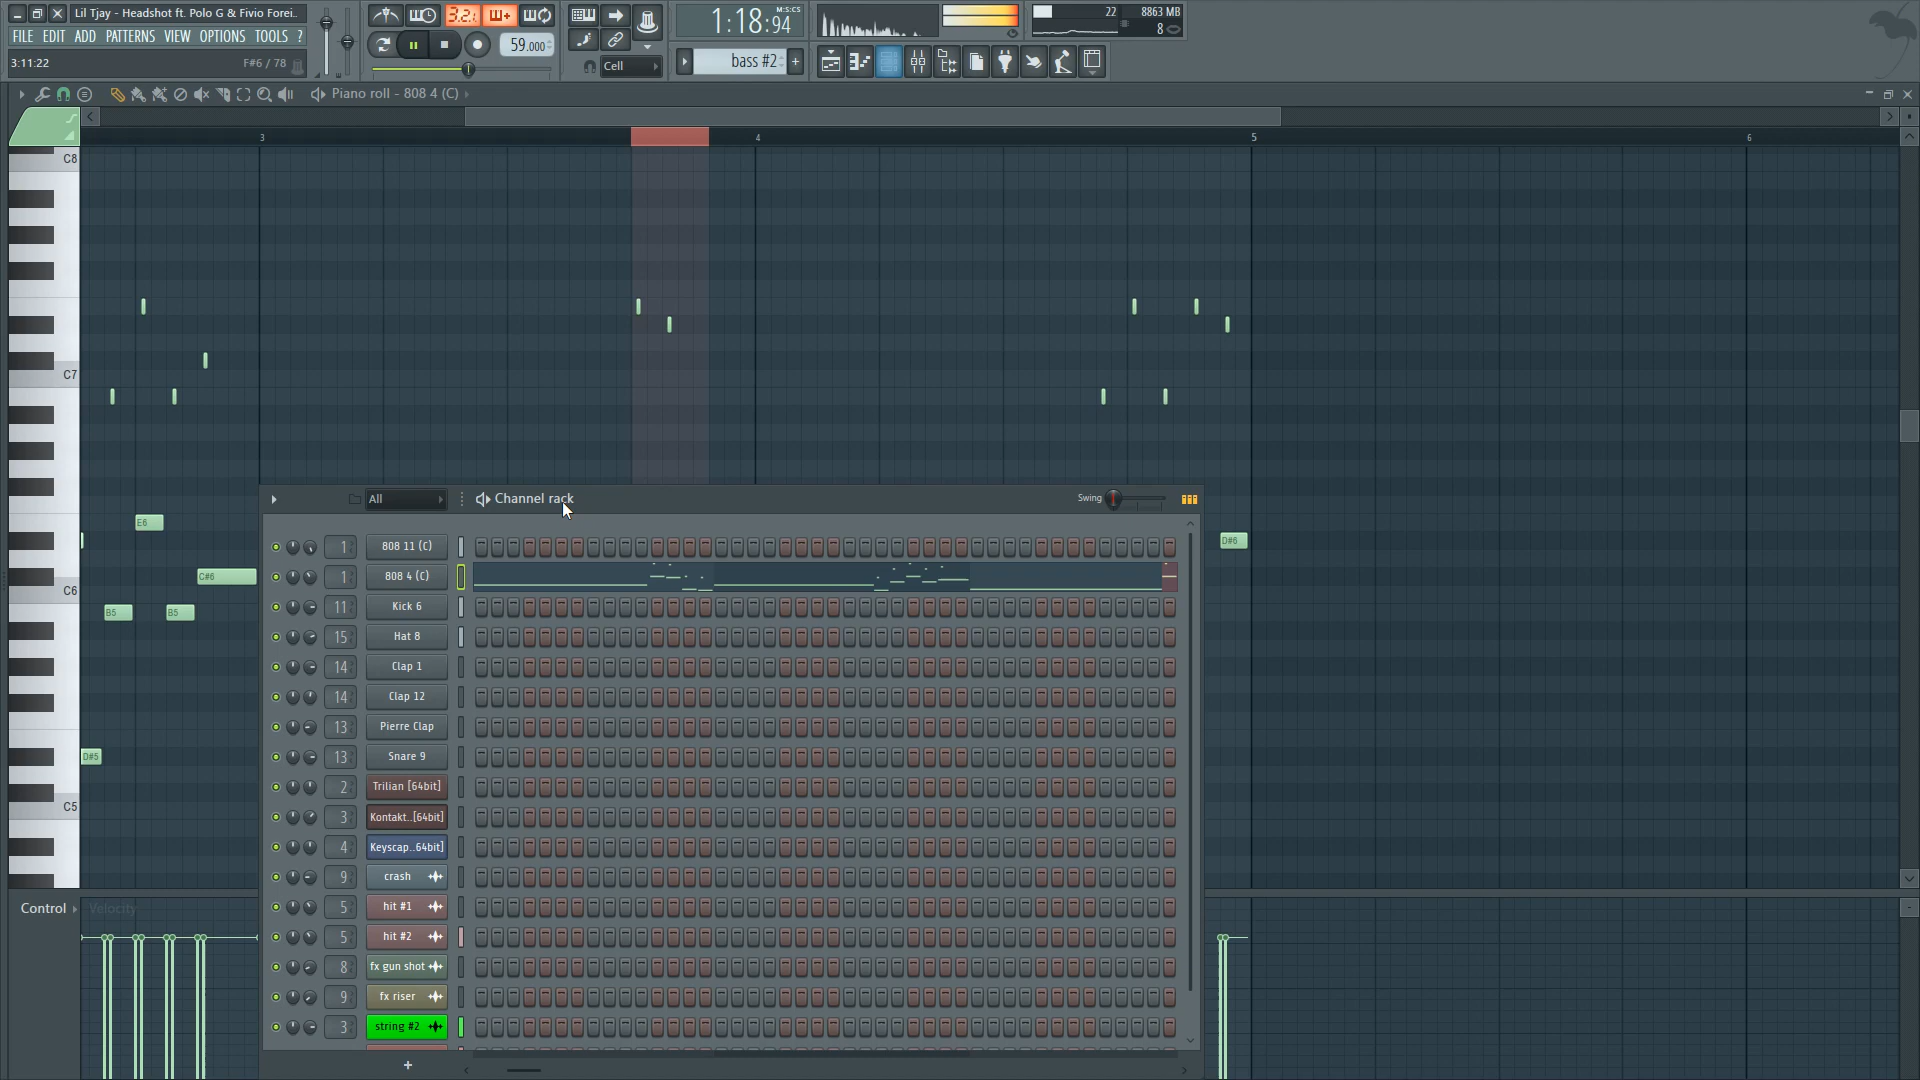 Lil Tjay - Headshot ft. Polo G & Fivio Forei..
FILE EDIT ADD PATTERNS VIEW OPTIONS TOOLS ?
3:11:22 F#6 / 78
3.2.
59.000
Cell
1:18:94 M:S:CS
bass #2
22 8863 MB
8
Piano roll - 808 4 (C)
3 4 5 6
C8
C7
E6
D#6
C#6
C6
B5 B5
D#5
C5
Control Velocity
All Channel rack Swing
1 808 11 (C)
1 808 4 (C)
11 Kick 6
15 Hat 8
14 Clap 1
14 Clap 12
13 Pierre Clap
13 Snare 9
2 Trilian [64bit]
3 Kontakt..[64bit]
4 Keyscap..64bit]
9 crash
5 hit #1
5 hit #2
8 fx gun shot
9 fx riser
3 string #2
+